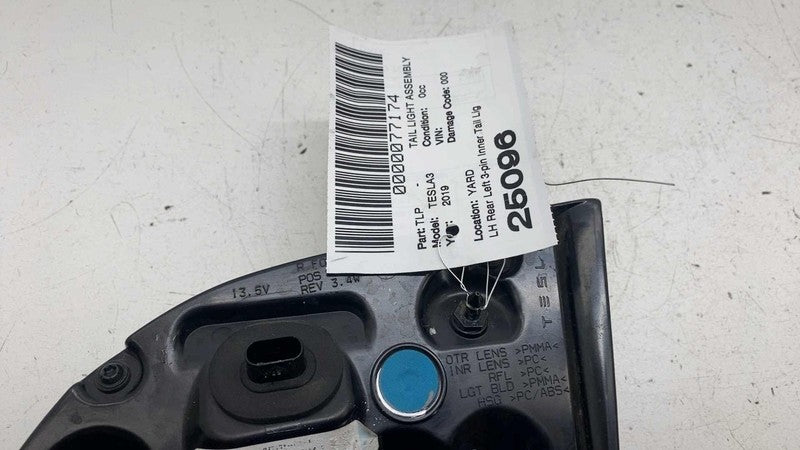 0000077174
TAIL LIGHT ASSEMBLY
Part: TLP -
Condition: 0cc
Model: TESLA3
VIN:
2019
Damage Code: 000
Location: YARD
LH Rear Left 3-pin Inner Tail Lig
25096
13.5V
POS
REV 3.4W
TESL
OTR LENS >PMMA<
INR LENS >PC<
RFL >PC<
LGT BLD >PMMA<
HSG >PC/ABS<